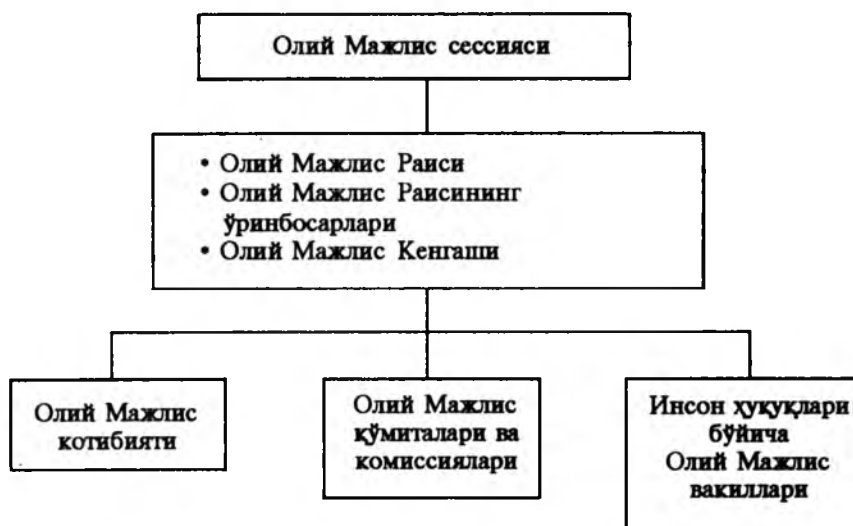 Олий Мажлис сессияси
• Олий Мажлис Раиси
• Олий Мажлис Раисининг
ўринбосарлари
• Олий Мажлис Кенгаши
Олий Мажлис
котибияти
Олий Мажлис
қўмиталари ва
комиссиялари
Инсон ҳуқуқлари
бўйича
Олий Мажлис
вакиллари